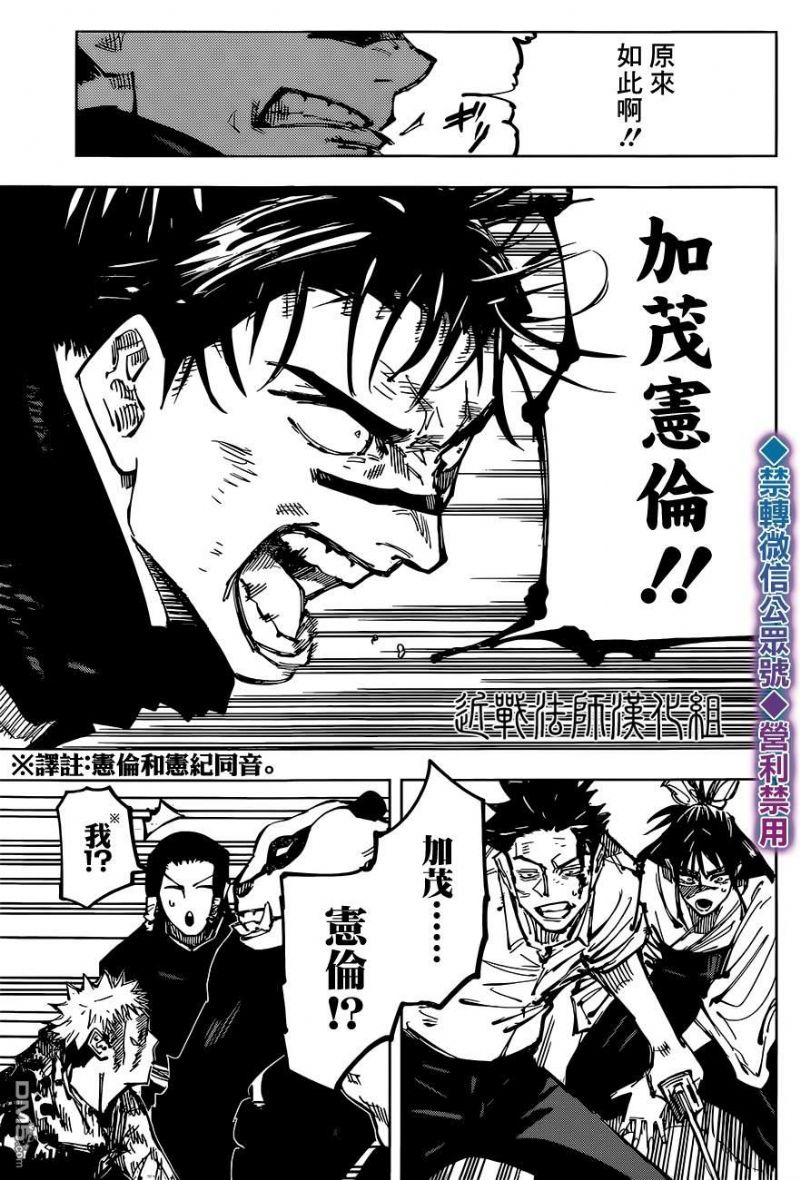 原來
如此啊!!
加茂憲倫!!
◆禁轉微信公眾號◆營利禁用
近戰法師漢化組
※譯註:憲倫和憲紀同音。
加茂……
憲倫!?
※
我!?
DM5.com